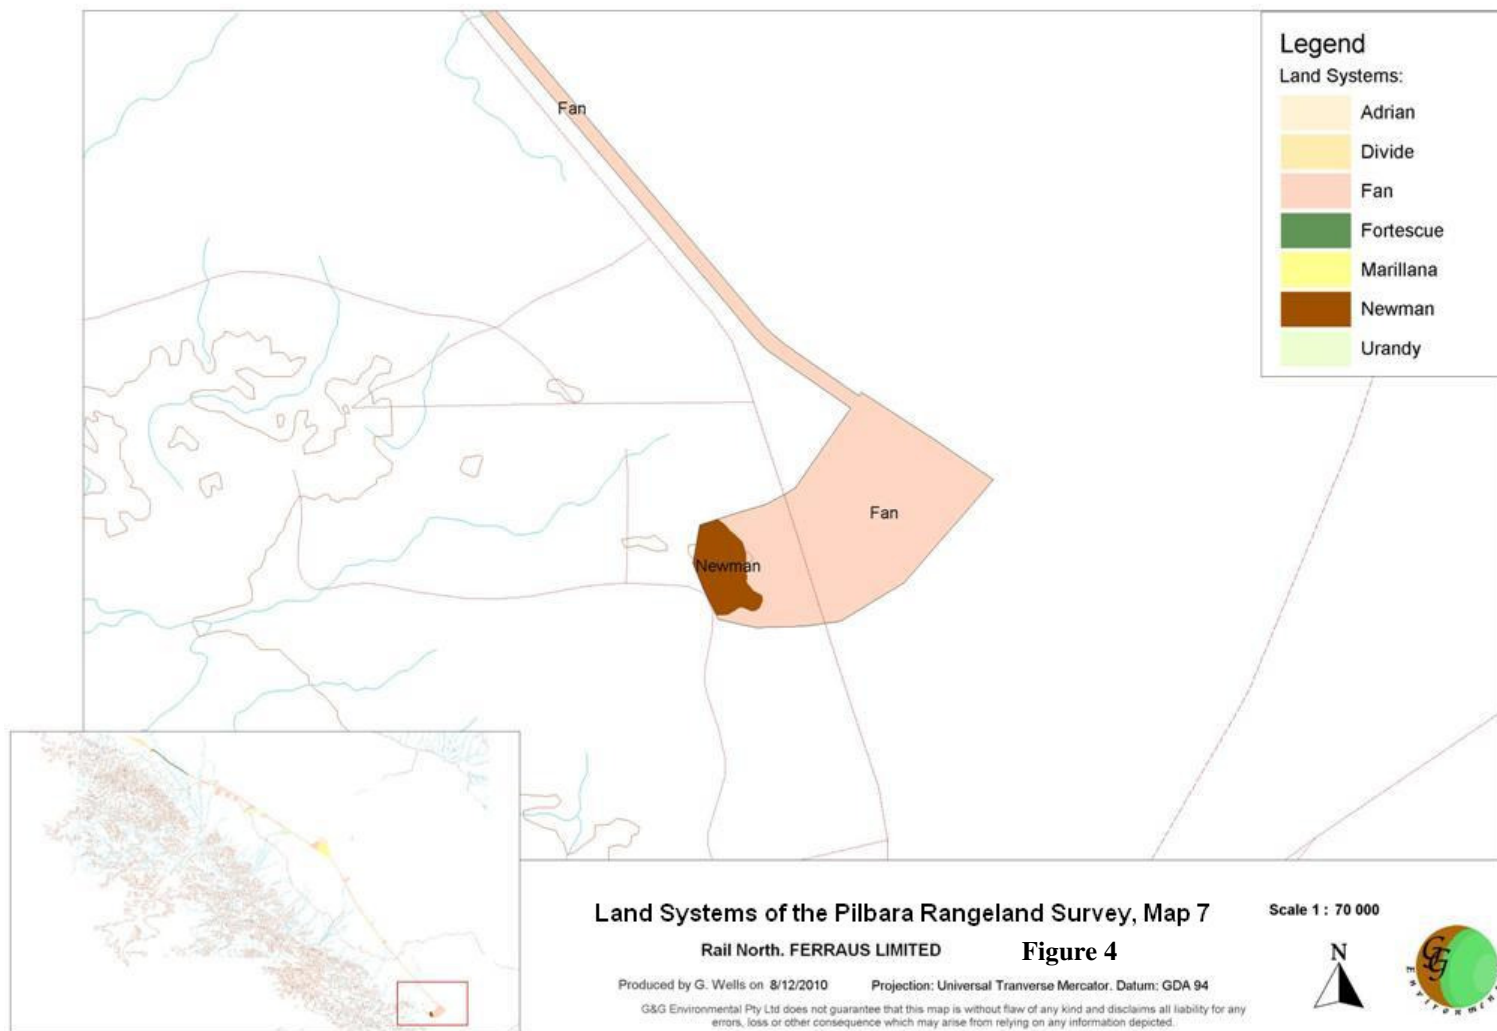 Fan
Fan
Newman
Legend
Land Systems:
Adrian
Divide
Fan
Fortescue
Marillana
Newman
Urandy
Land Systems of the Pilbara Rangeland Survey, Map 7
Rail North. FERRAUS LIMITED
Figure 4
Produced by G. Wells on 8/12/2010
Projection: Universal Tranverse Mercator. Datum: GDA 94
G&G Environmental Pty Ltd does not guarantee that this map is without flaw of any kind and disclaims all liability for any
errors, loss or other consequence which may arise from relying on any information depicted.
Scale 1 : 70 000
N
G&G